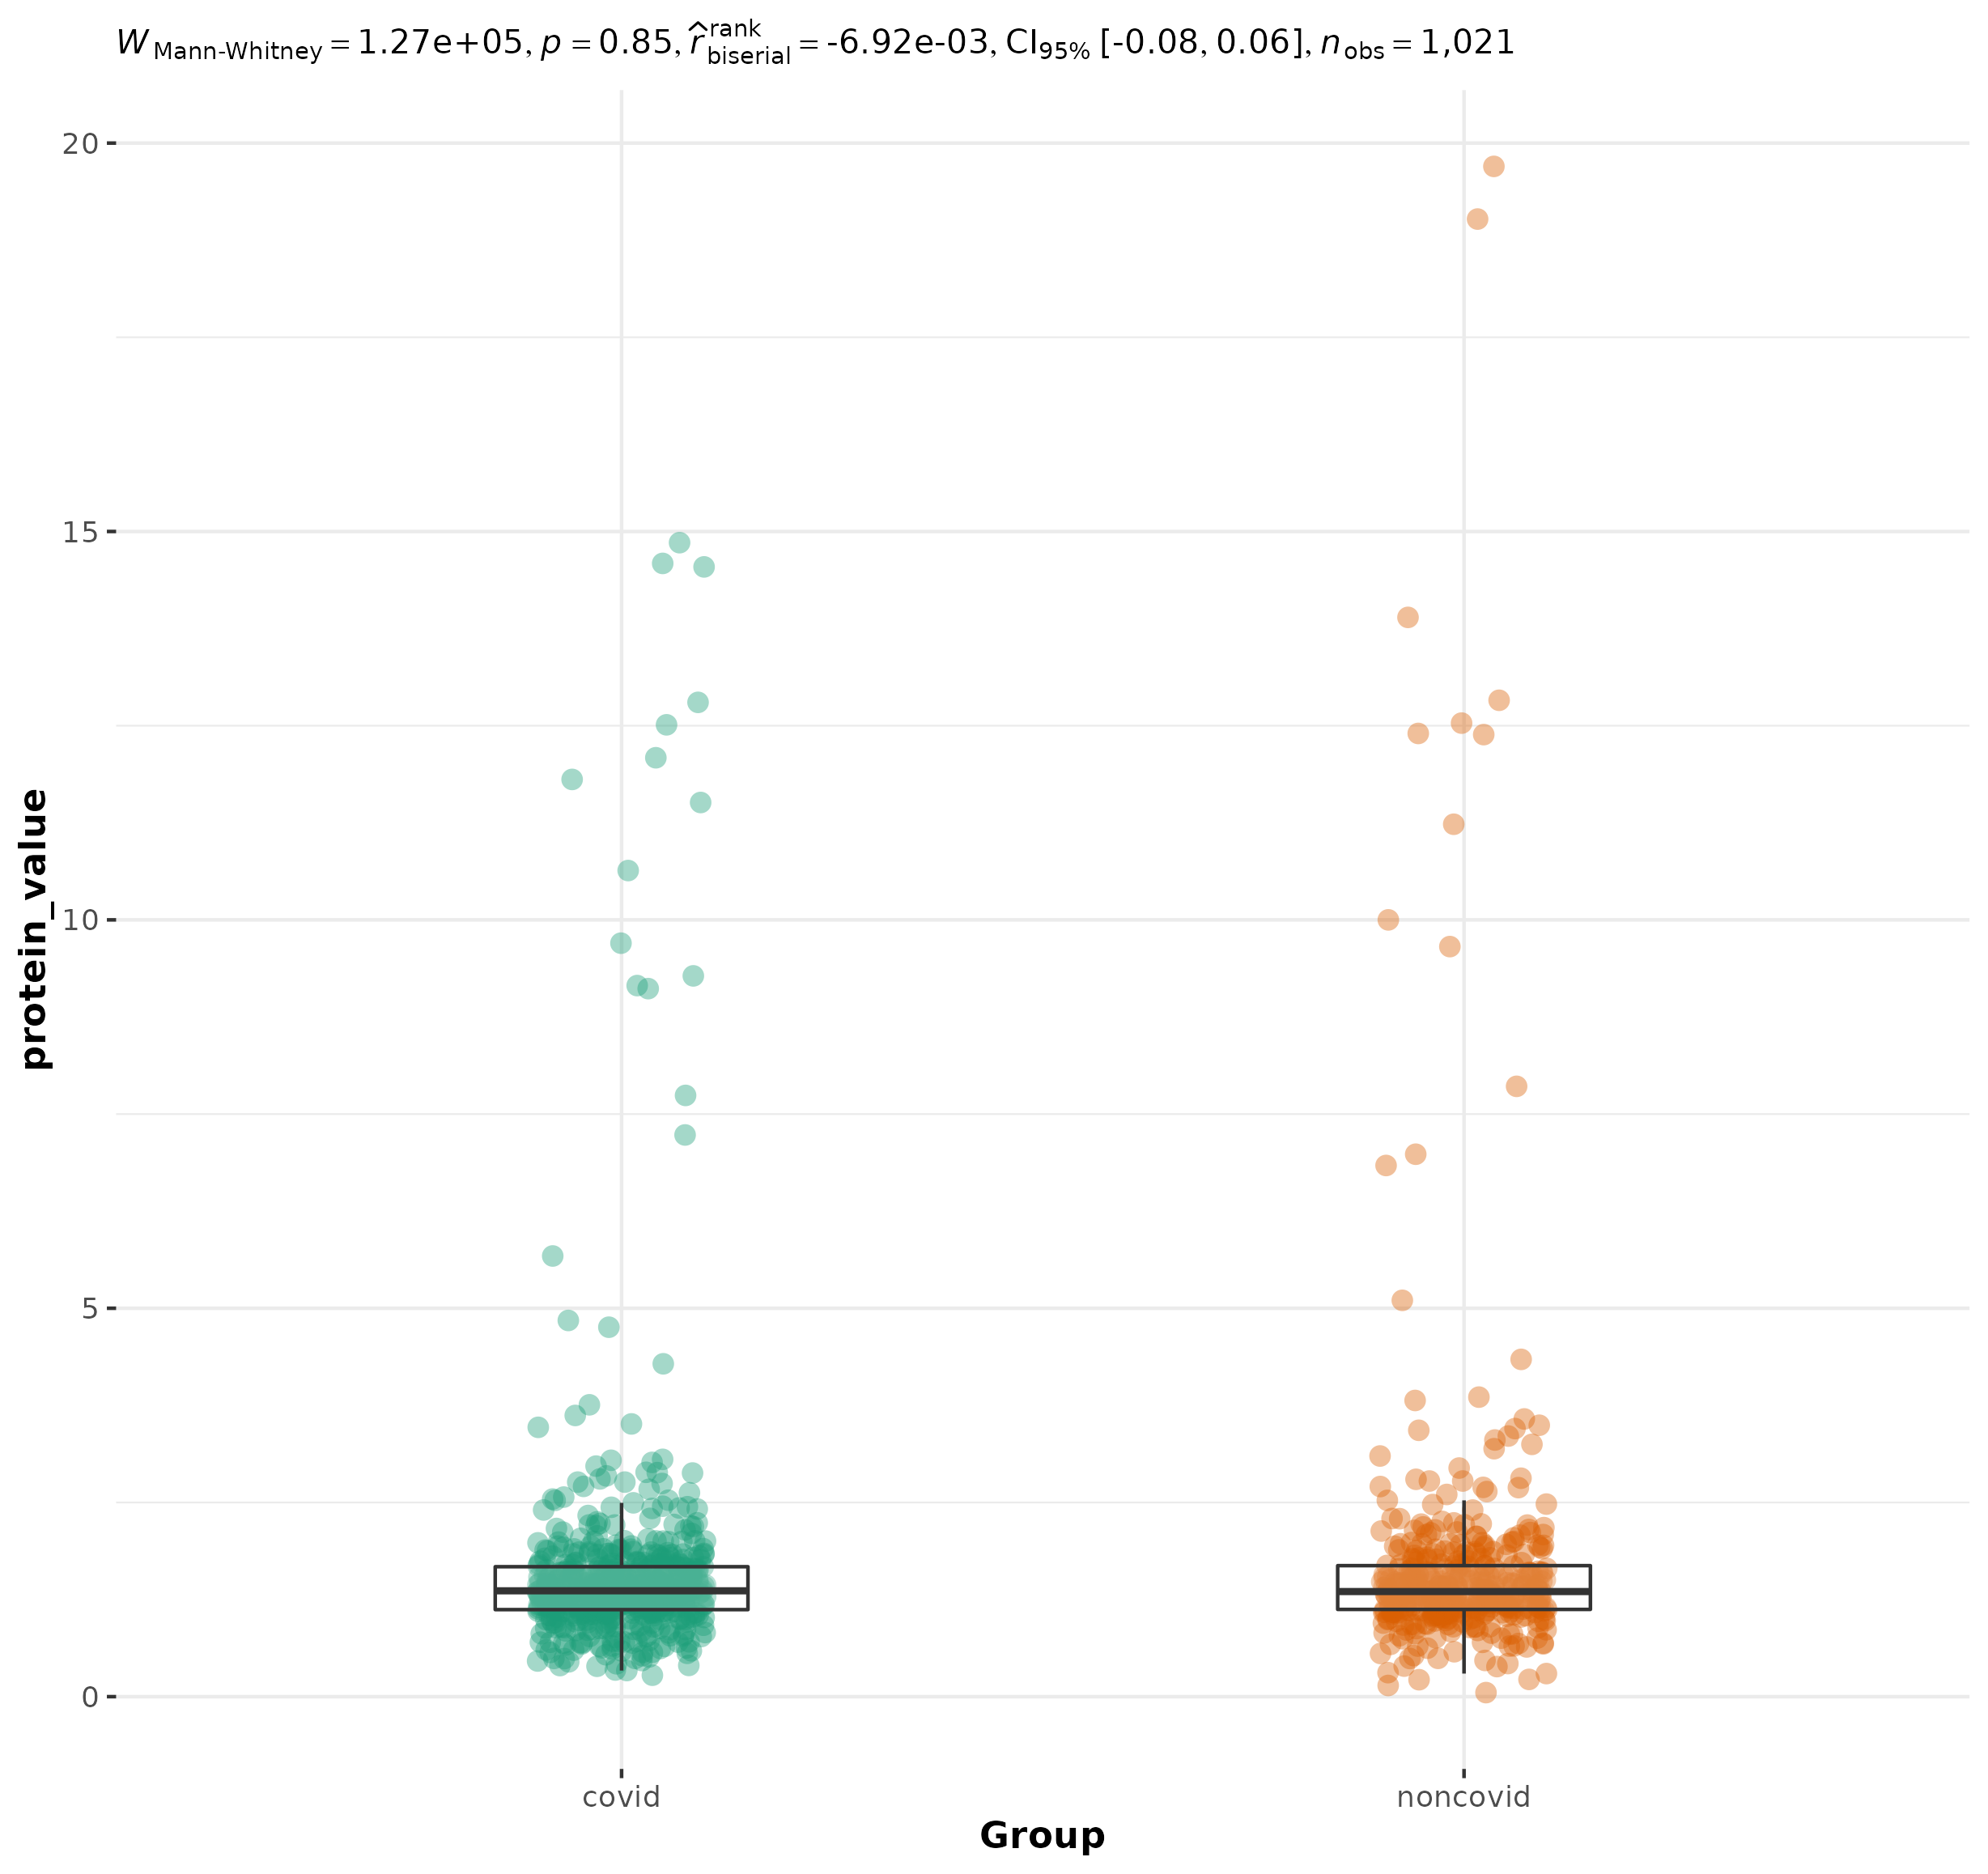 W Mann-Whitney = 1.27e+05, p = 0.85, r̂ rank biserial = -6.92e-03, CI95% [-0.08, 0.06], nobs = 1,021
20
15
10
5
0
protein_value
covid noncovid
Group